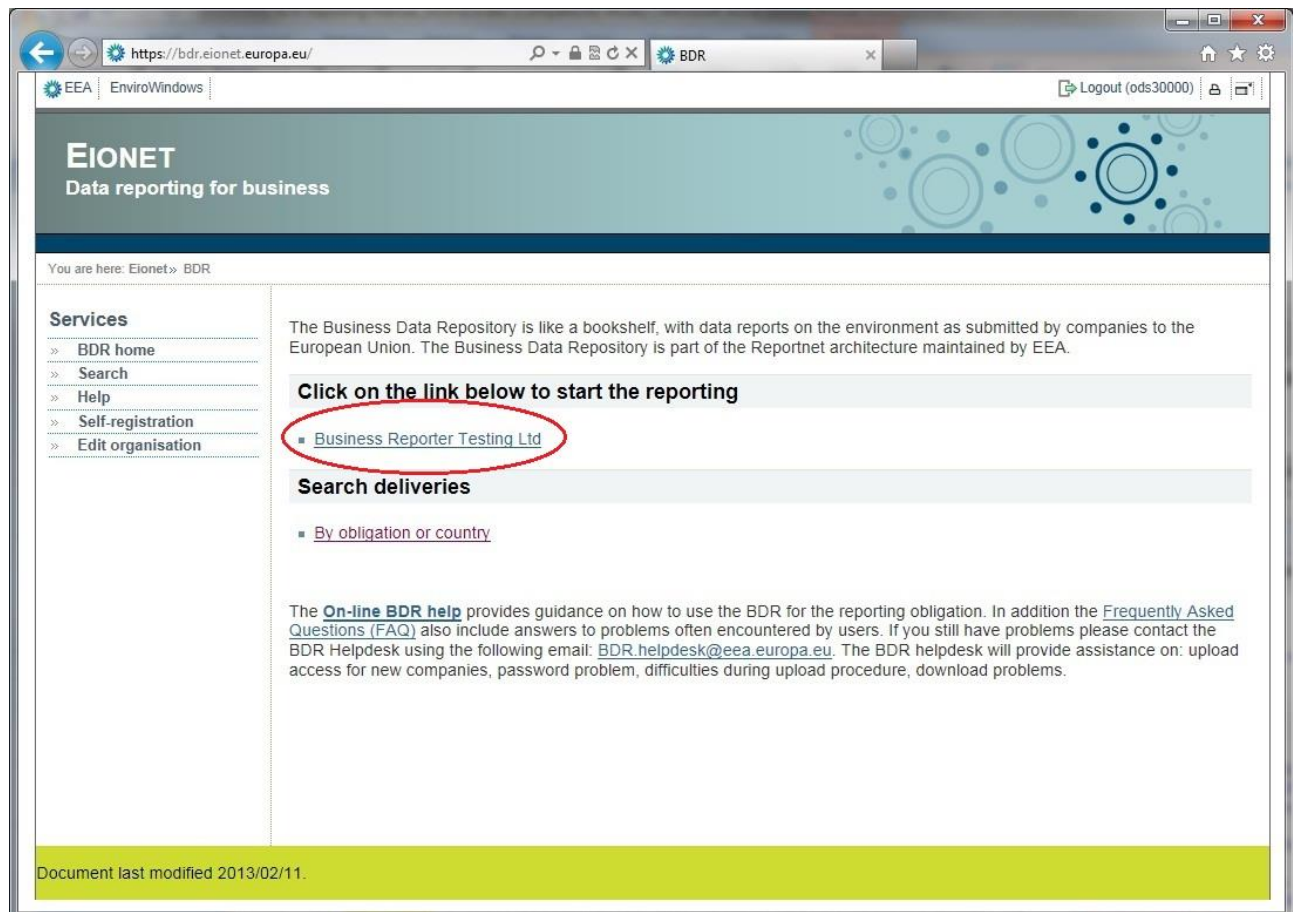 https://bdr.eionet.europa.eu/
BDR
EEA
EnviroWindows
Logout (ods30000)
EIONET
Data reporting for business
You are here: Eionet» BDR
Services
» BDR home
» Search
» Help
» Self-registration
» Edit organisation
The Business Data Repository is like a bookshelf, with data reports on the environment as submitted by companies to the
European Union. The Business Data Repository is part of the Reportnet architecture maintained by EEA.
Click on the link below to start the reporting
Business Reporter Testing Ltd
Search deliveries
By obligation or country
The On-line BDR help provides guidance on how to use the BDR for the reporting obligation. In addition the Frequently Asked
Questions (FAQ) also include answers to problems often encountered by users. If you still have problems please contact the
BDR Helpdesk using the following email: BDR.helpdesk@eea.europa.eu. The BDR helpdesk will provide assistance on: upload
access for new companies, password problem, difficulties during upload procedure, download problems.
Document last modified 2013/02/11.